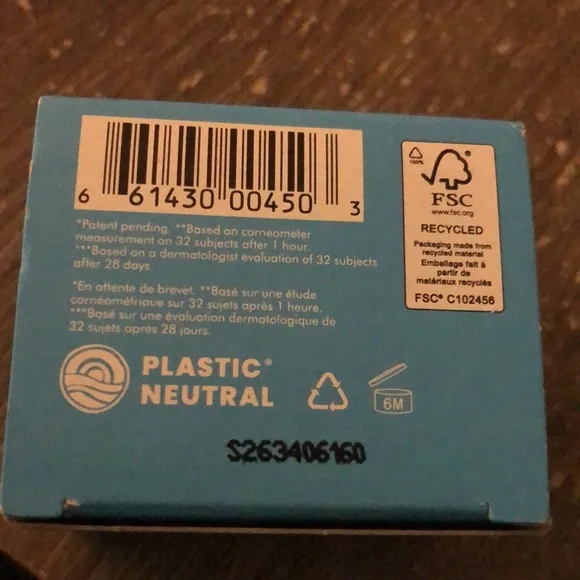 6 61430 00450 3
*Patent pending. **Based on corneometer
measurement on 32 subjects after 1 hour.
***Based on a dermatologist evaluation of 32 subjects
after 28 days
*En attente de brevet. **Basé sur une étude
cornéométrique sur 32 sujets après 1 heure.
***Basé sur une évaluation dermatologique de
32 sujets après 28 jours.
100%
FSC
www.fsc.org
RECYCLED
Packaging made from
recycled material
Emballage fait à
partir de
matériaux recyclés
FSC® C102456
PLASTIC®
NEUTRAL
6M
S263406160